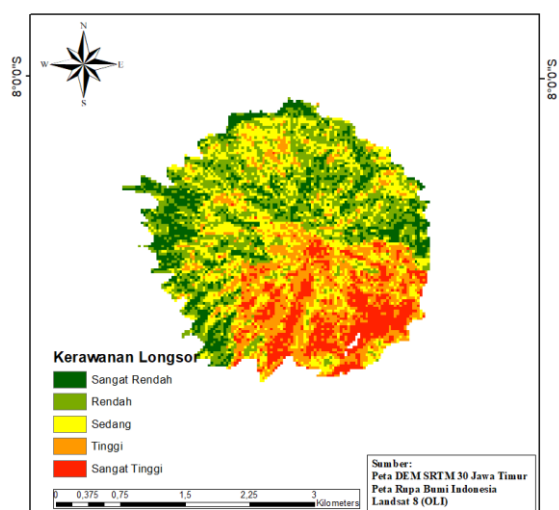 N
W E
S
8°0'0"S
8°0'0"S
Kerawanan Longsor
Sangat Rendah
Rendah
Sedang
Tinggi
Sangat Tinggi
0 0,375 0,75 1,5 2,25 3
Kilometers
Sumber:
Peta DEM SRTM 30 Jawa Timur
Peta Rupa Bumi Indonesia
Landsat 8 (OLI)